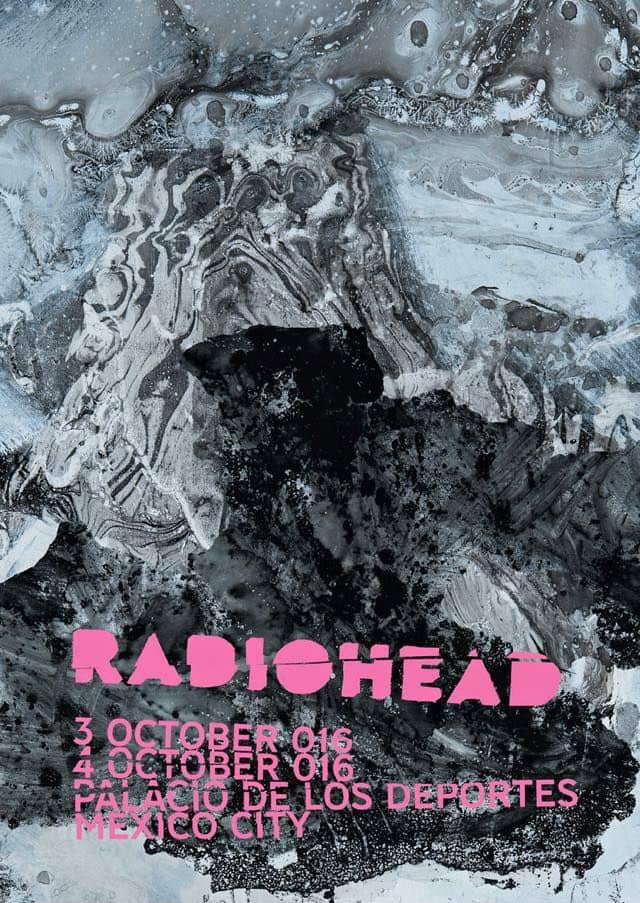 RADIOHEAD
3 OCTOBER 016
4 OCTOBER 016
PALACIO DE LOS DEPORTES
MEXICO CITY